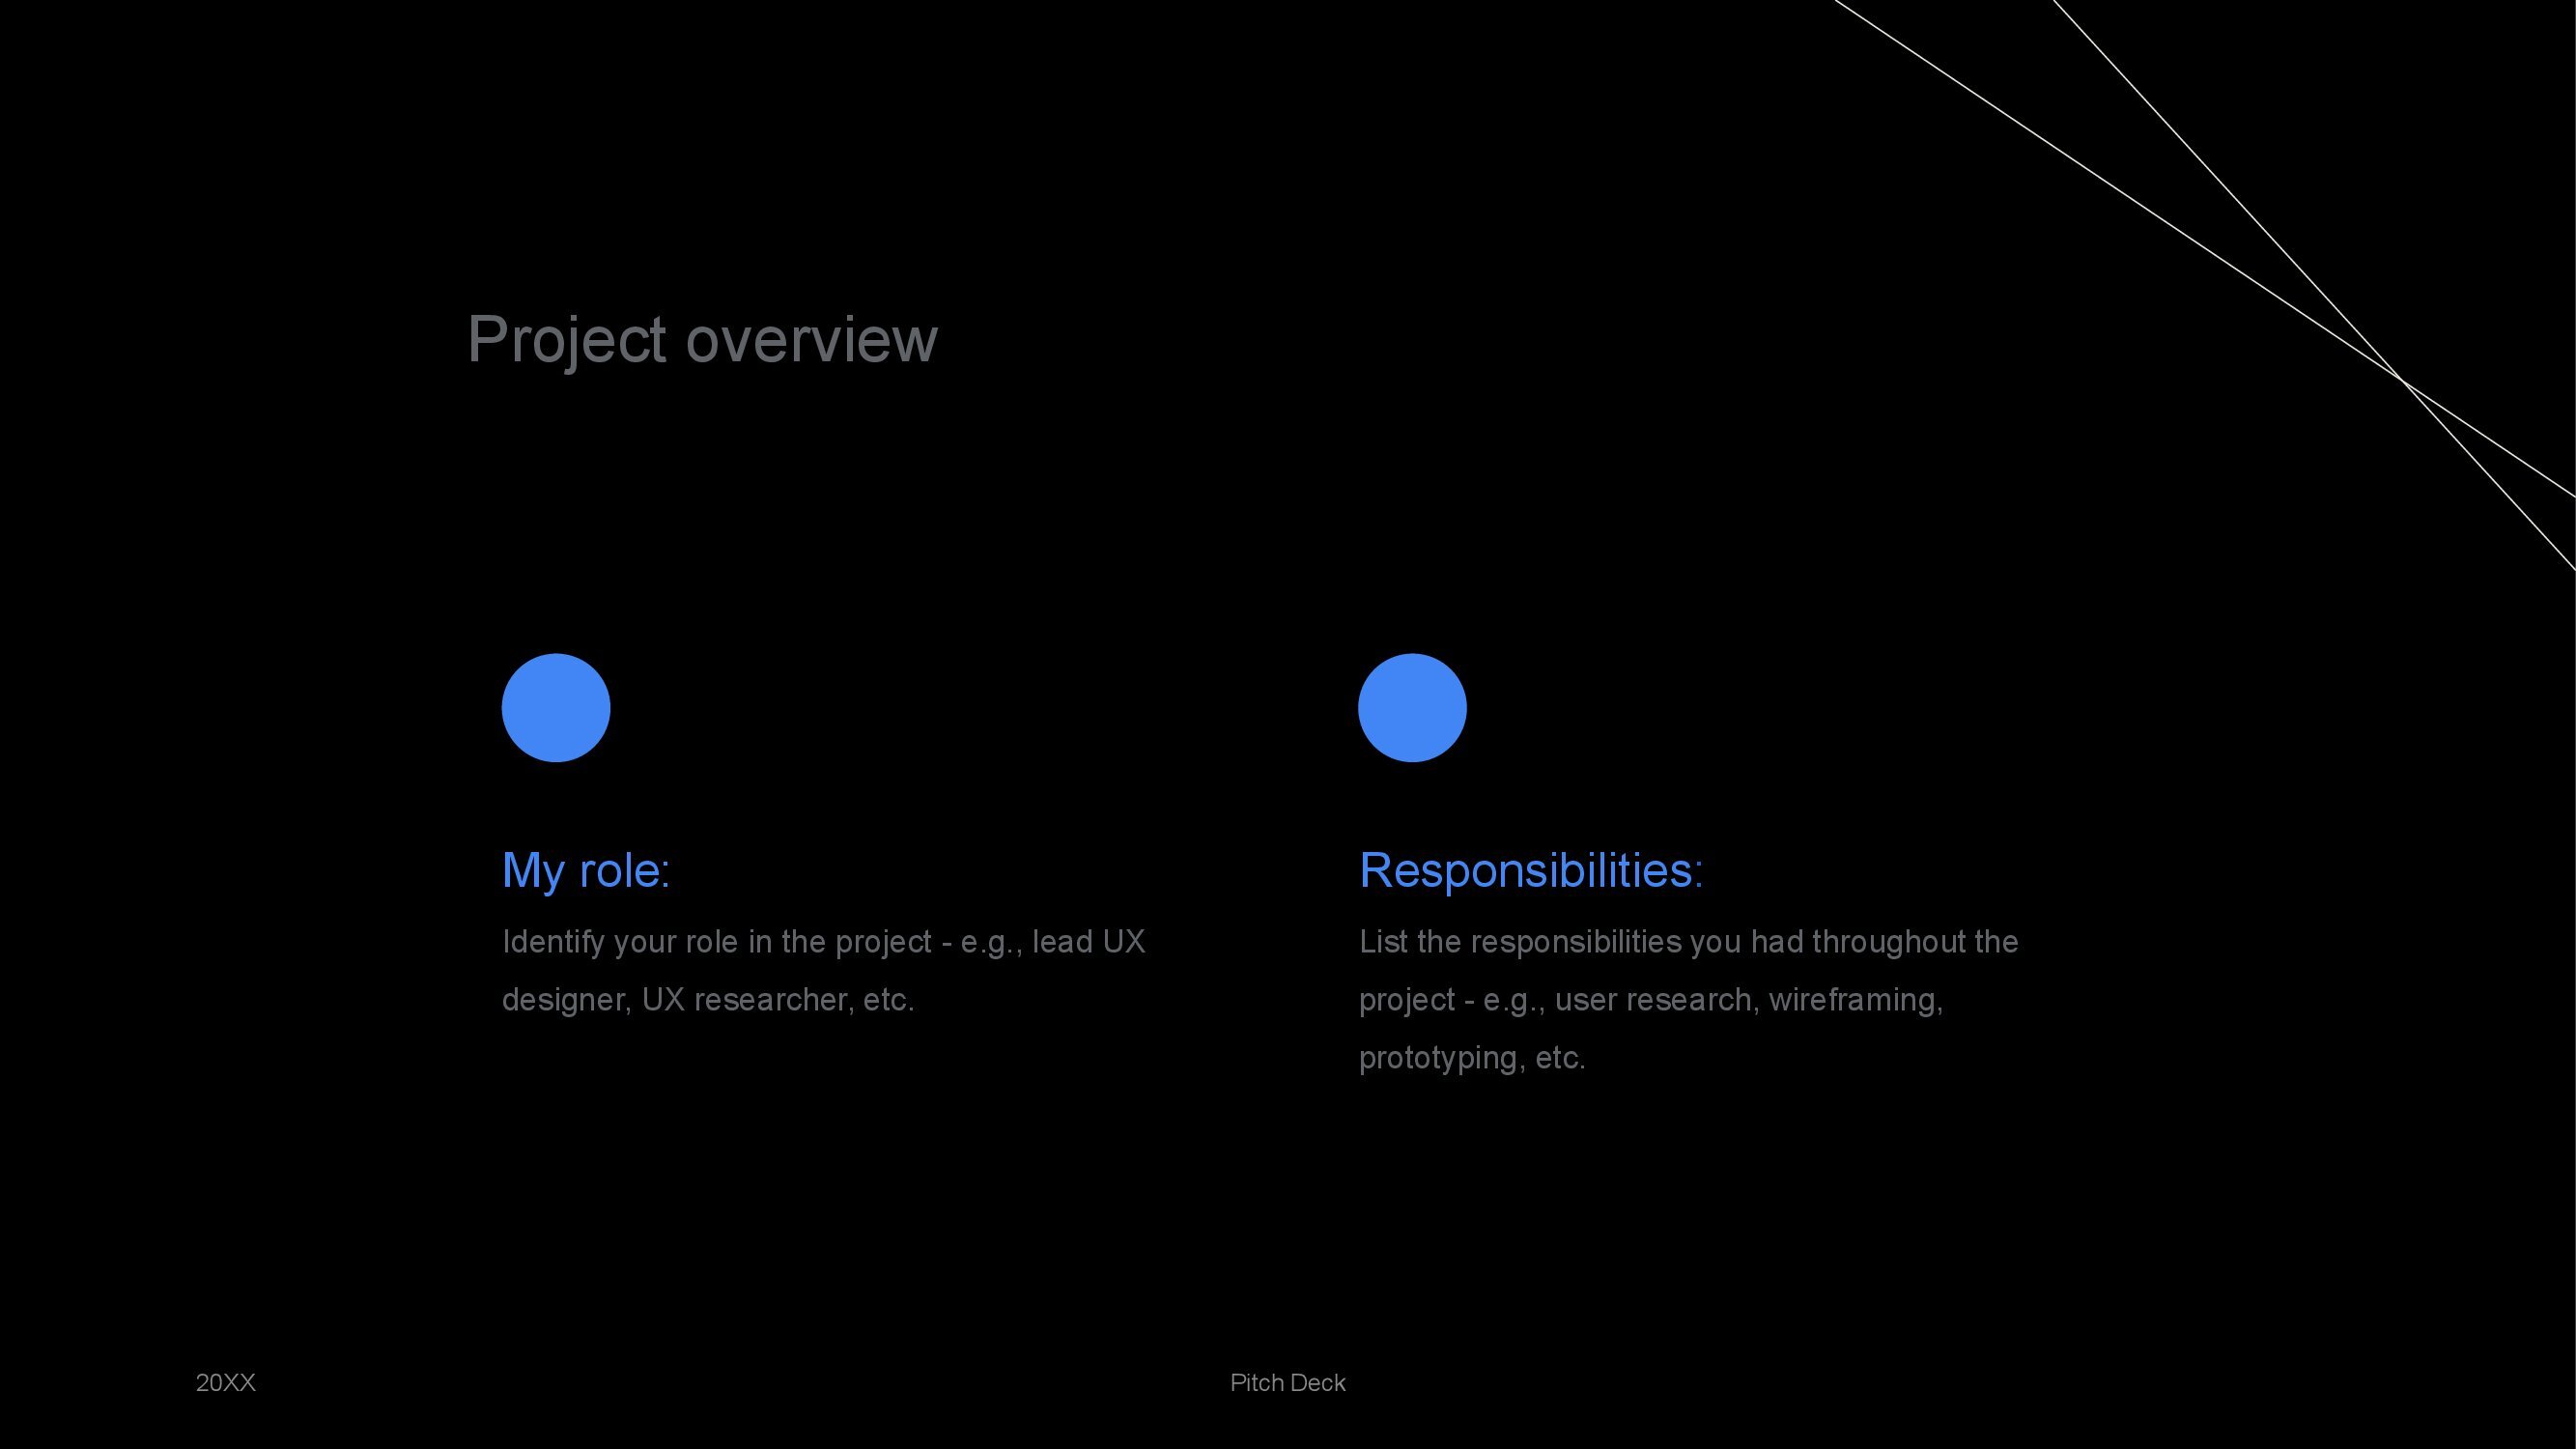 Project overview
My role:
Identify your role in the project - e.g., lead UX
designer, UX researcher, etc.
Responsibilities:
List the responsibilities you had throughout the
project - e.g., user research, wireframing,
prototyping, etc.
20XX
Pitch Deck